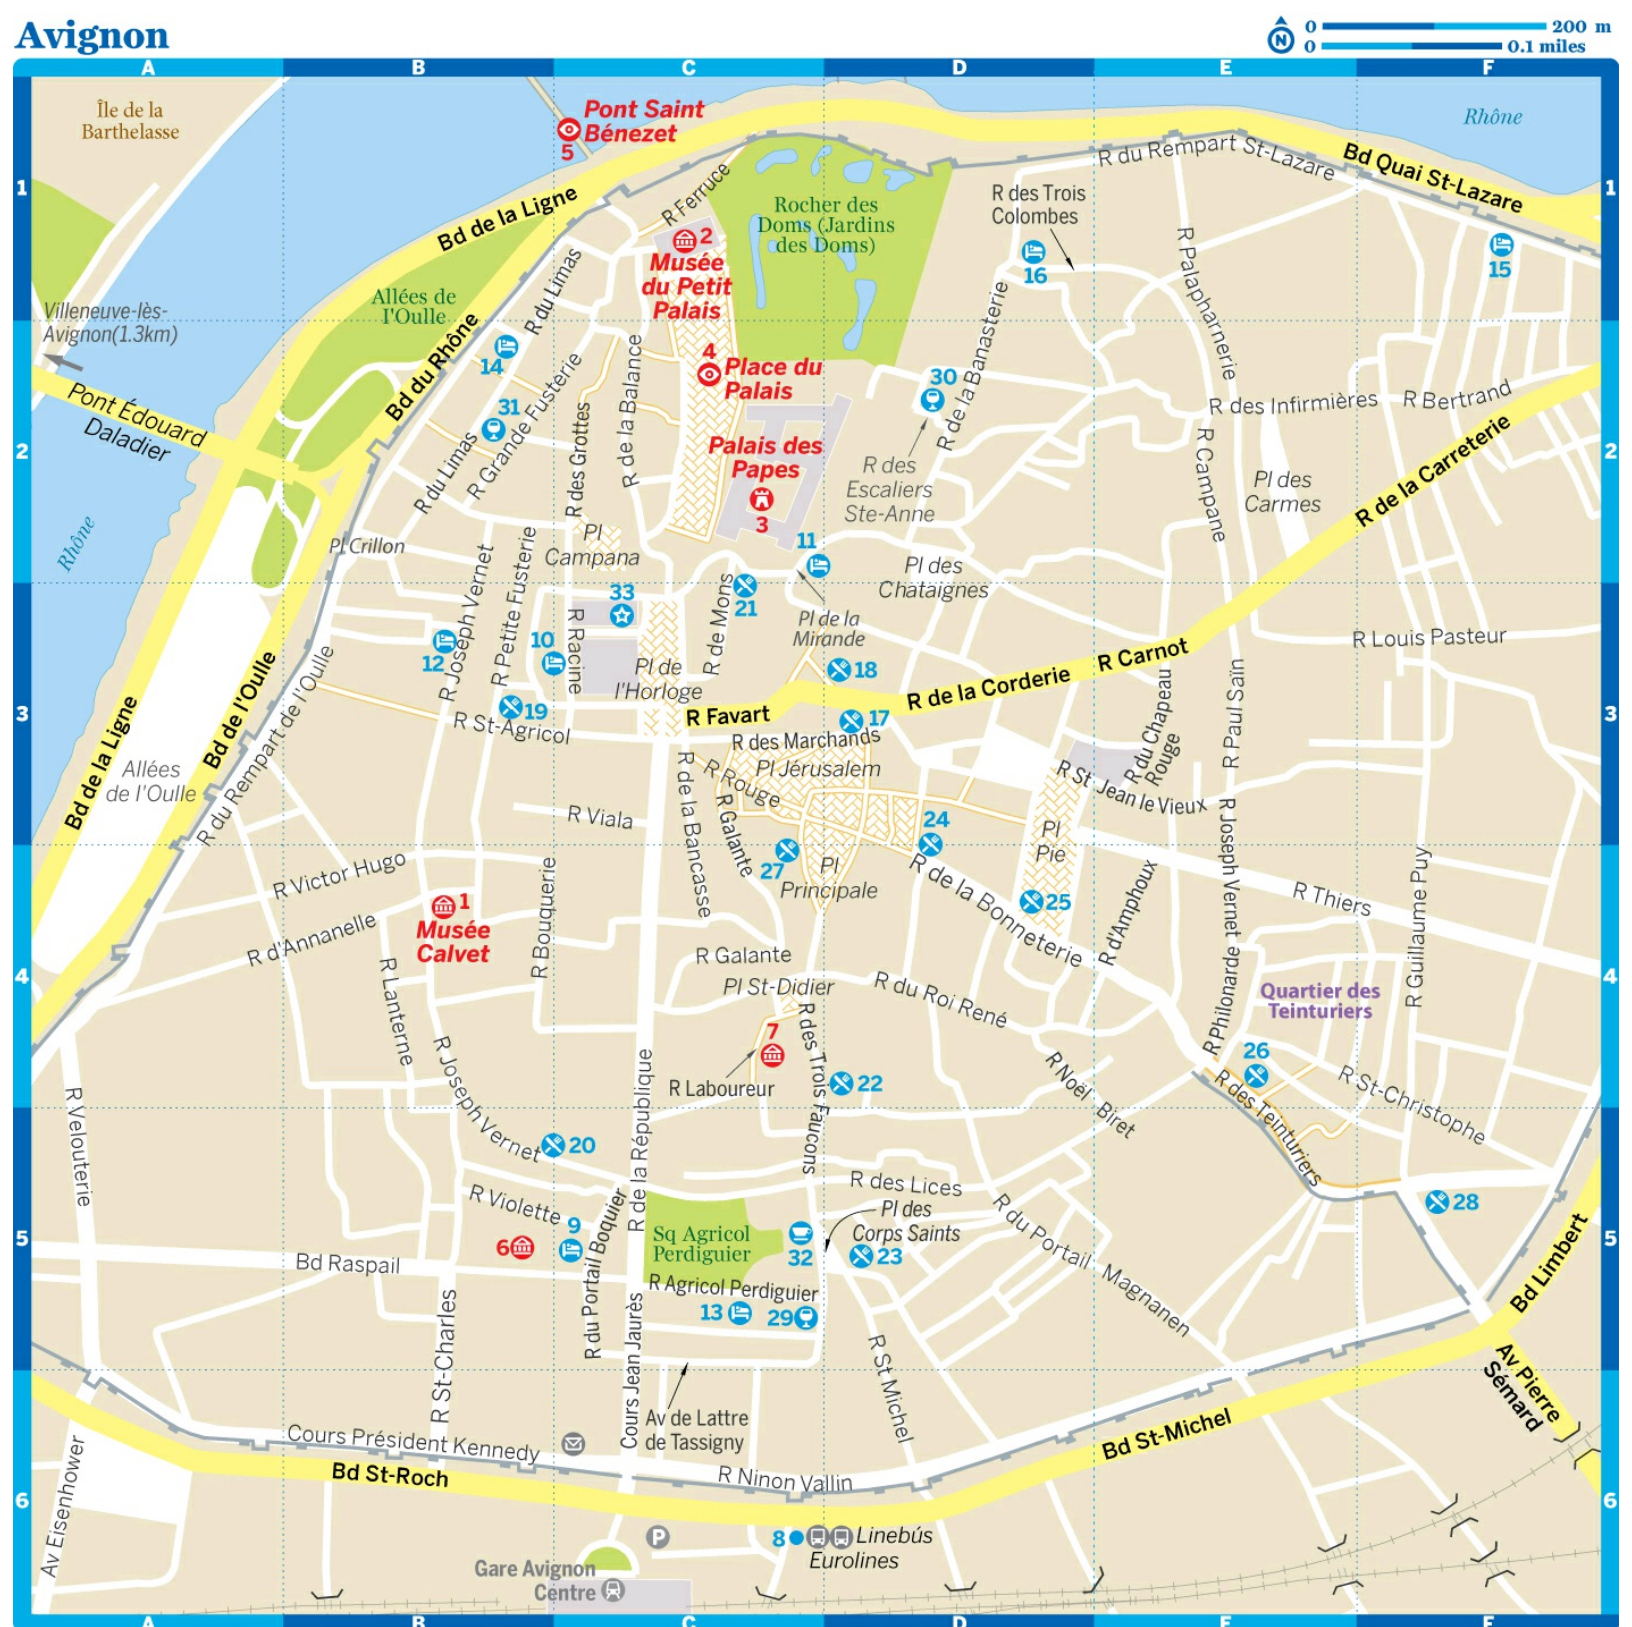 Avignon
N
0 200 m
0 0.1 miles
A B C D E F
Île de la
Barthelasse
Pont Saint
Bénezet
5
Rhône
1
R du Rempart St-Lazare
Bd Quai St-Lazare
1
Bd de la Ligne
R Ferruce
Rocher des
Doms (Jardins
des Doms)
R des Trois
Colombes
2
Musée
du Petit
Palais
16
15
R Palapharnerie
R du Limas
Allées de
l'Oulle
Villeneuve-lès-
Avignon(1.3km)
Bd du Rhône
14
R de la Balance
4
Place du
Palais
R de la Banasterie
30
Pont Édouard
Daladier
31
R Grande Fusterie
R des Grottes
R des Infirmières
R Bertrand
2
Palais des
Papes
3
R du Limas
R des
Escaliers
Ste-Anne
R Campane
Pl des
Carmes
R de la Carreterie
2
Rhône
Pl Crillon
Pl
Campana
11
Pl des
Chataignes
R Joseph Vernet
R Petite Fusterie
33
R de Mons
21
Pl de la
Mirande
12
10
R Racine
Pl de
l'Horloge
18
R Louis Pasteur
R Carnot
R de la Corderie
R Favart
17
19
R St-Agricol
3
Bd de la Ligne
Bd de l'Oulle
R du Rempart de l'Oulle
R des Marchands
Pl Jérusalem
R Rouge
R du Chapeau
Rouge
R Paul Saïn
3
Allées
de l'Oulle
R St-Jean le Vieux
R de la Bancasse
R Galante
R Viala
24
Pl
Pie
R Joseph Vernet
27
Pl
Principale
R de la Bonneterie
25
R d'Amphoux
R Thiers
R Guillaume Puy
R Victor Hugo
1
Musée
Calvet
R Bouquerie
R d'Annanelle
R Lanterne
R Galante
Pl St-Didier
R du Roi René
4
R Philonarde
Quartier des
Teinturiers
4
7
R Laboureur
R des Trois Faucons
22
R Noël Biret
26
R des Teinturiers
R St-Christophe
R Velouterie
R Joseph Vernet
20
R de la République
R des Lices
R Violette
R du Portail Boquier
Pl des
Corps Saints
R du Portail Magnanen
28
5
6
9
Sq Agricol
Perdiguier
32
23
5
Bd Raspail
R Agricol Perdiguier
13
29
Bd Limbert
R St-Charles
Cours Jean Jaurès
R St Michel
Av de Lattre
de Tassigny
Av Pierre
Sémard
Cours Président Kennedy
Bd St-Michel
Bd St-Roch
R Ninon Vallin
6
Av Eisenhower
P
8
Linebús
Eurolines
6
Gare Avignon
Centre
A B C D E F